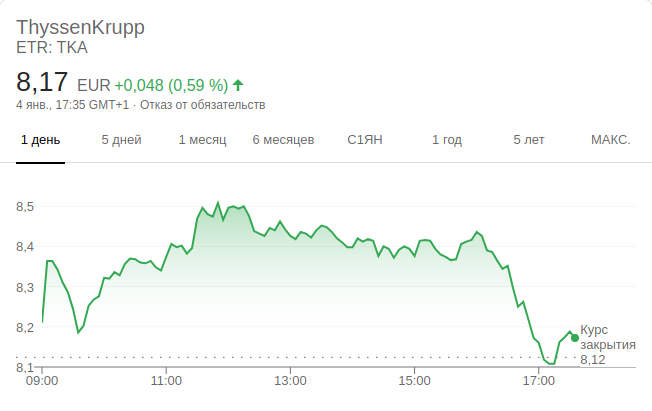 ThyssenKrupp
ETR: TKA
8,17 EUR +0,048 (0,59 %)
4 янв., 17:35 GMT+1 · Отказ от обязательств
1 день 5 дней 1 месяц 6 месяцев С1ЯН 1 год 5 лет МАКС.
8,5
8,4
8,3
8,2
Курс
закрытия
8,12
8,1
09:00 11:00 13:00 15:00 17:00